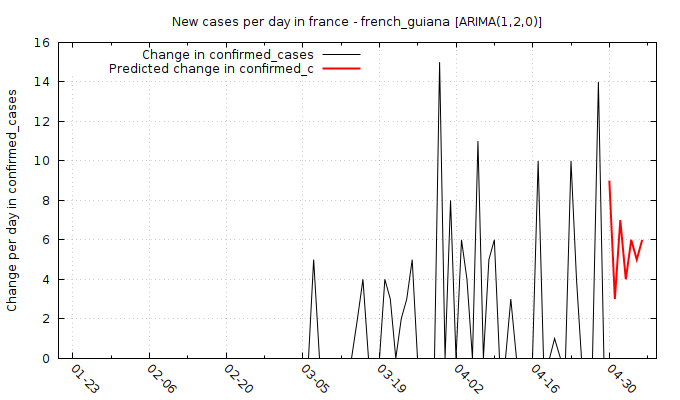 New cases per day in france - french_guiana [ARIMA(1,2,0)]
Change in confirmed_cases
Predicted change in confirmed_c
Change per day in confirmed_cases
16
14
12
10
8
6
4
2
0
01-23 02-06 02-20 03-05 03-19 04-02 04-16 04-30